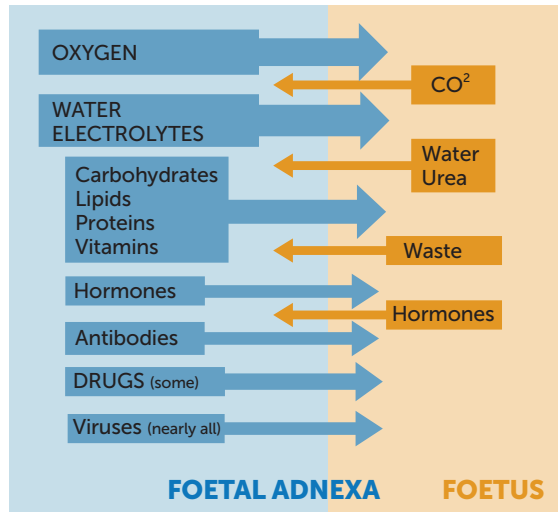 OXYGEN
CO²
WATER
ELECTROLYTES
Water
Urea
Carbohydrates
Lipids
Proteins
Vitamins
Waste
Hormones
Hormones
Antibodies
DRUGS (some)
Viruses (nearly all)
FOETAL ADNEXA
FOETUS